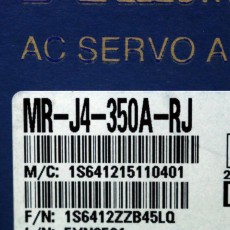 AC SERVO A
MR-J4-350A-RJ
M/C: 1S641215110401
F/N: 1S6412ZZB45LQ